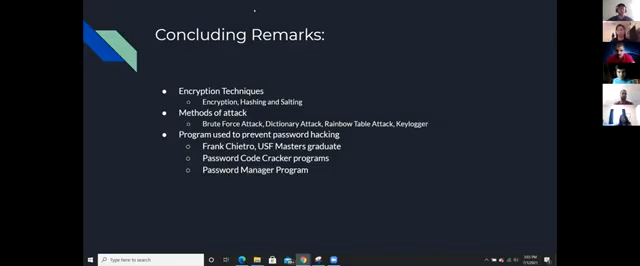 Concluding Remarks:
● Encryption Techniques
○ Encryption, Hashing and Salting
● Methods of attack
○ Brute Force Attack, Dictionary Attack, Rainbow Table Attack, Keylogger
● Program used to prevent password hacking
○ Frank Chietro, USF Masters graduate
○ Password Code Cracker programs
○ Password Manager Program
Type here to search